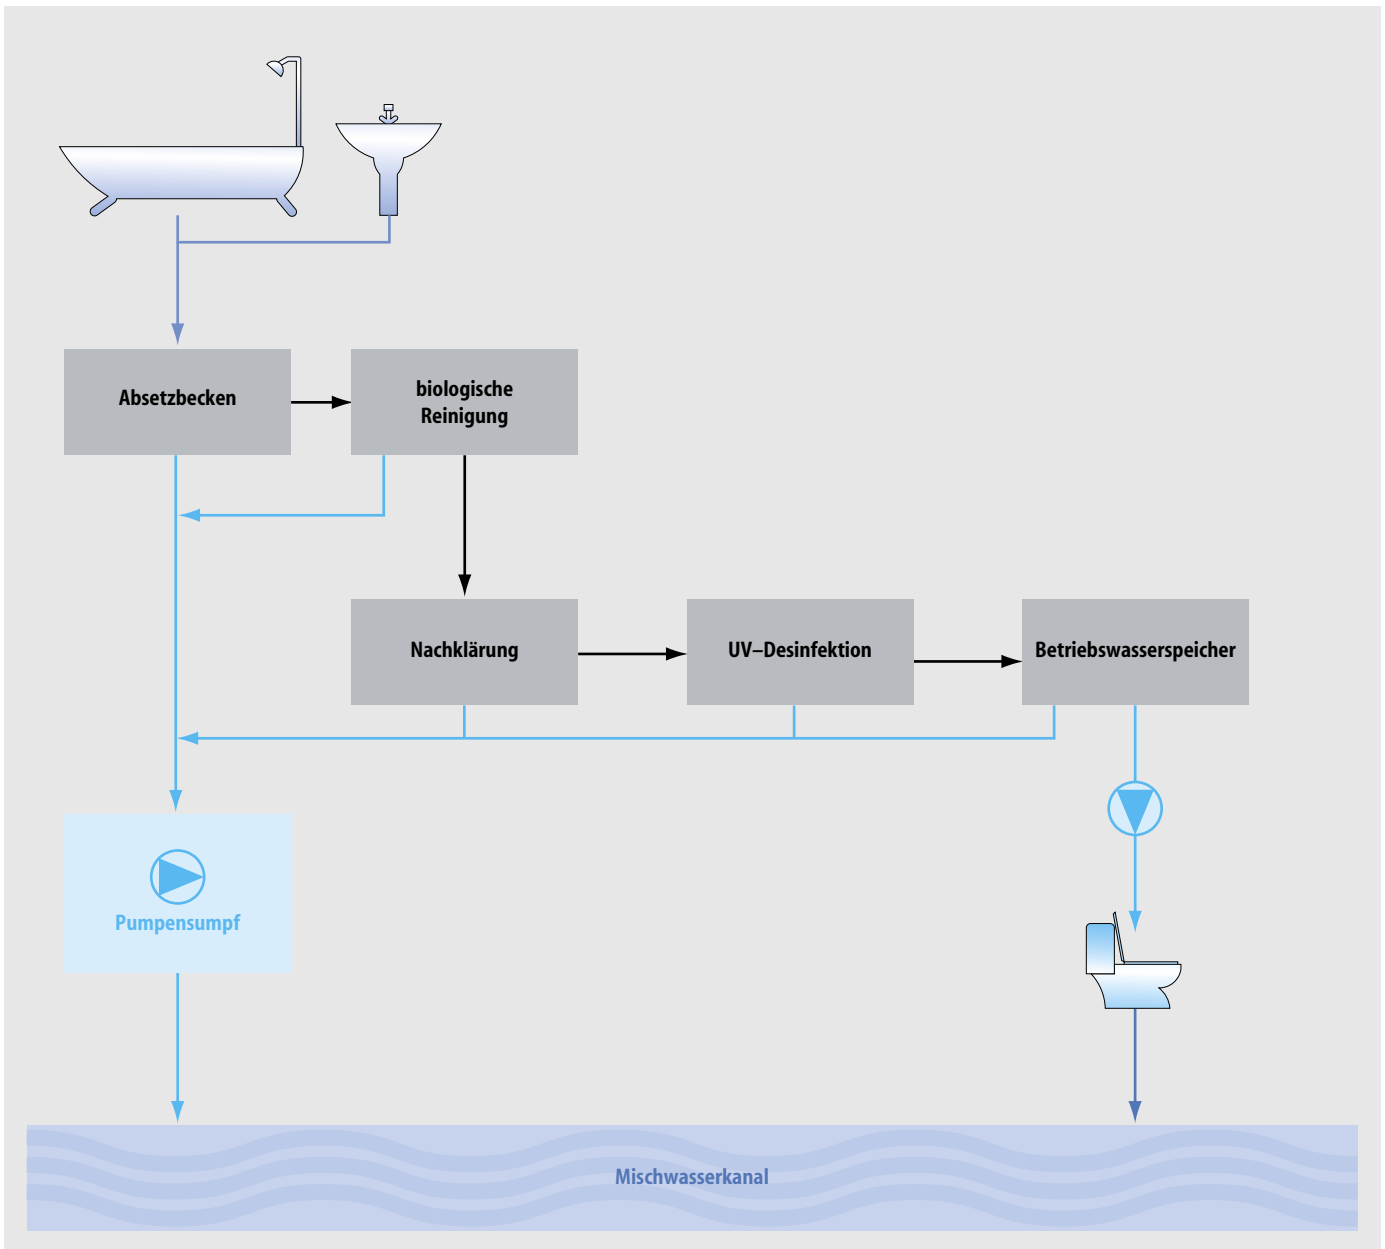 Absetzbecken
biologische
Reinigung
Nachklärung
UV–Desinfektion
Betriebswasserspeicher
Pumpensumpf
Mischwasserkanal